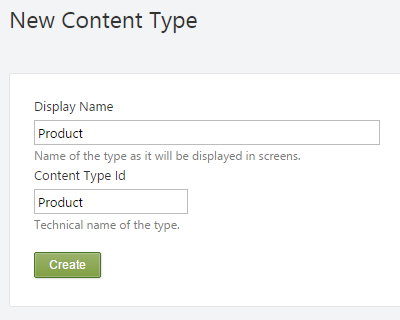 New Content Type
Display Name
Product
Name of the type as it will be displayed in screens.
Content Type Id
Product
Technical name of the type.
Create